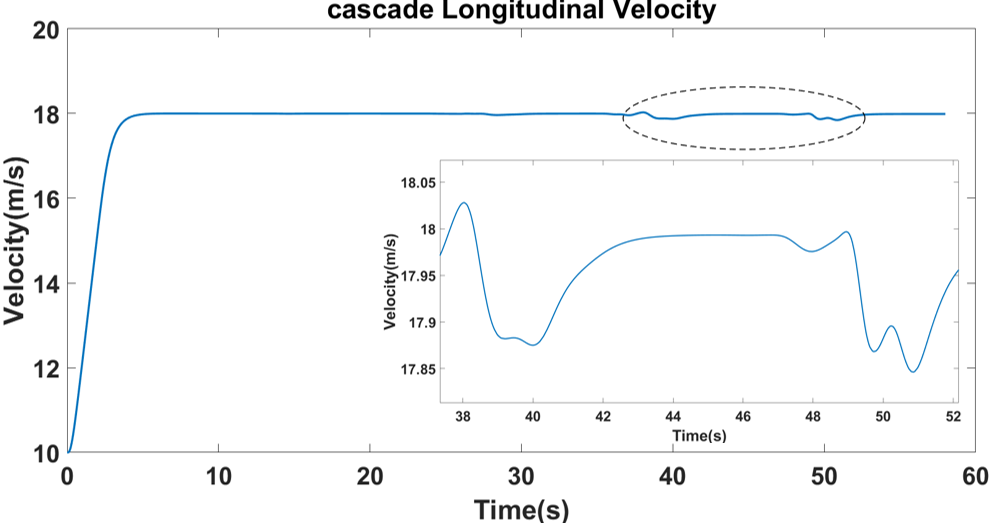 cascade Longitudinal Velocity
20
18
16
14
12
10
Velocity(m/s)
0 10 20 30 40 50 60
Time(s)
18.05
18
17.95
17.9
17.85
Velocity(m/s)
38 40 42 44 46 48 50 52
Time(s)